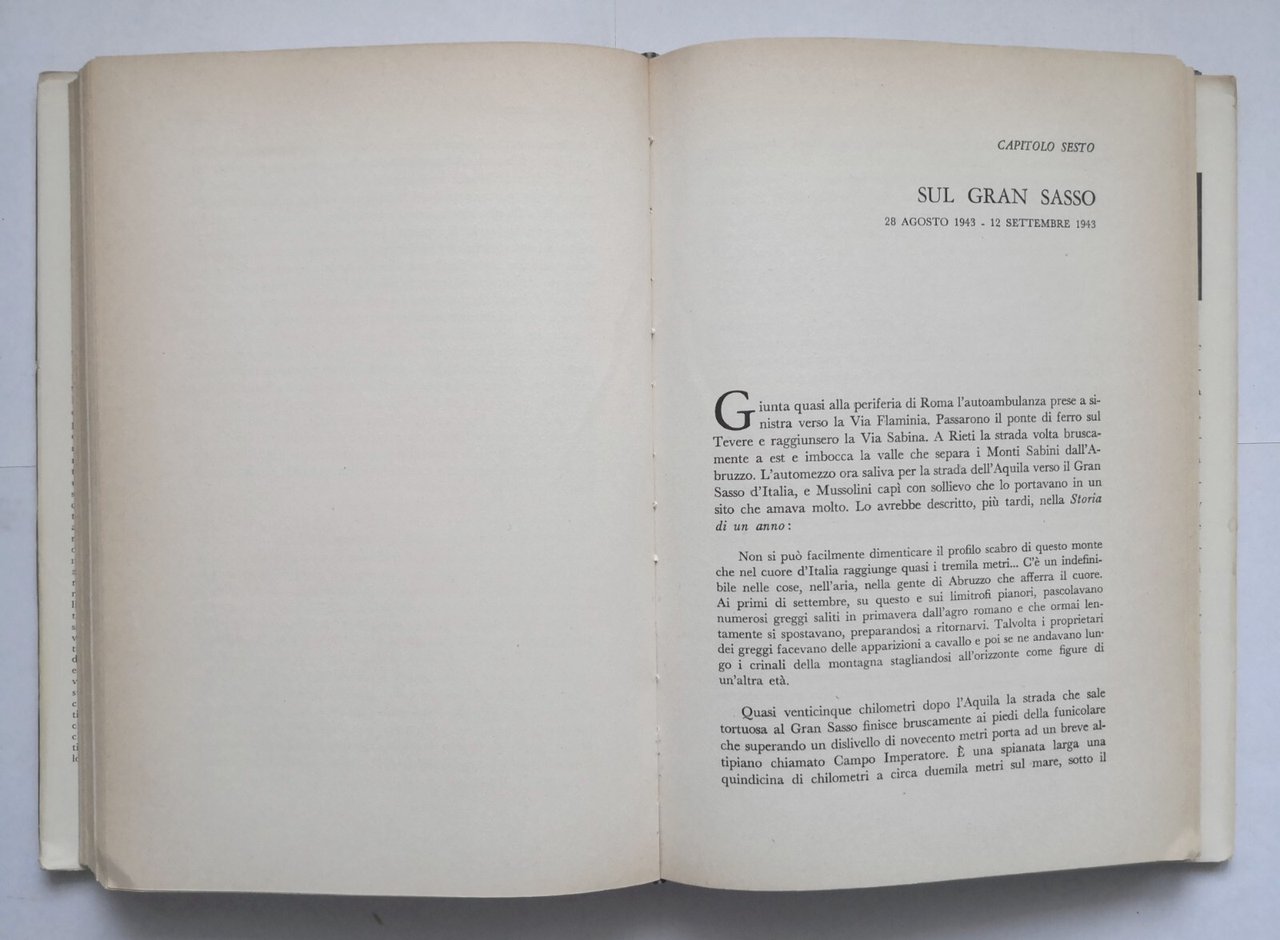 CAPITOLO SESTO
SUL GRAN SASSO
28 AGOSTO 1943 - 12 SETTEMBRE 1943
Giunta quasi alla periferia di Roma l'autoambulanza prese a si-
nistra verso la Via Flaminia. Passarono il ponte di ferro sul
Tevere e raggiunsero la Via Sabina. A Rieti la strada volta brusca-
mente a est e imbocca la valle che separa i Monti Sabini dall'A-
bruzzo. L'automezzo ora saliva per la strada dell'Aquila verso il Gran
Sasso d'Italia, e Mussolini capì con sollievo che lo portavano in un
sito che amava molto. Lo avrebbe descritto, più tardi, nella Storia
di un anno:
Non si può facilmente dimenticare il profilo scabro di questo monte
che nel cuore d'Italia raggiunge quasi i tremila metri... C'è un indefini-
bile nelle cose, nell'aria, nella gente di Abruzzo che afferra il cuore.
Ai primi di settembre, su questo e sui limitrofi pianori, pascolavano
numerosi greggi saliti in primavera dall'agro romano e che ormai len-
tamente si spostavano, preparandosi a ritornarvi. Talvolta i proprietari
dei greggi facevano delle apparizioni a cavallo e poi se ne andavano lun-
go i crinali della montagna stagliandosi all'orizzonte come figure di
un'altra età.
Quasi venticinque chilometri dopo l'Aquila la strada che sale
tortuosa al Gran Sasso finisce bruscamente ai piedi della funicolare
che superando un dislivello di novecento metri porta ad un breve al-
tipiano chiamato Campo Imperatore. È una spianata larga una
quindicina di chilometri a circa duemila metri sul mare, sotto il